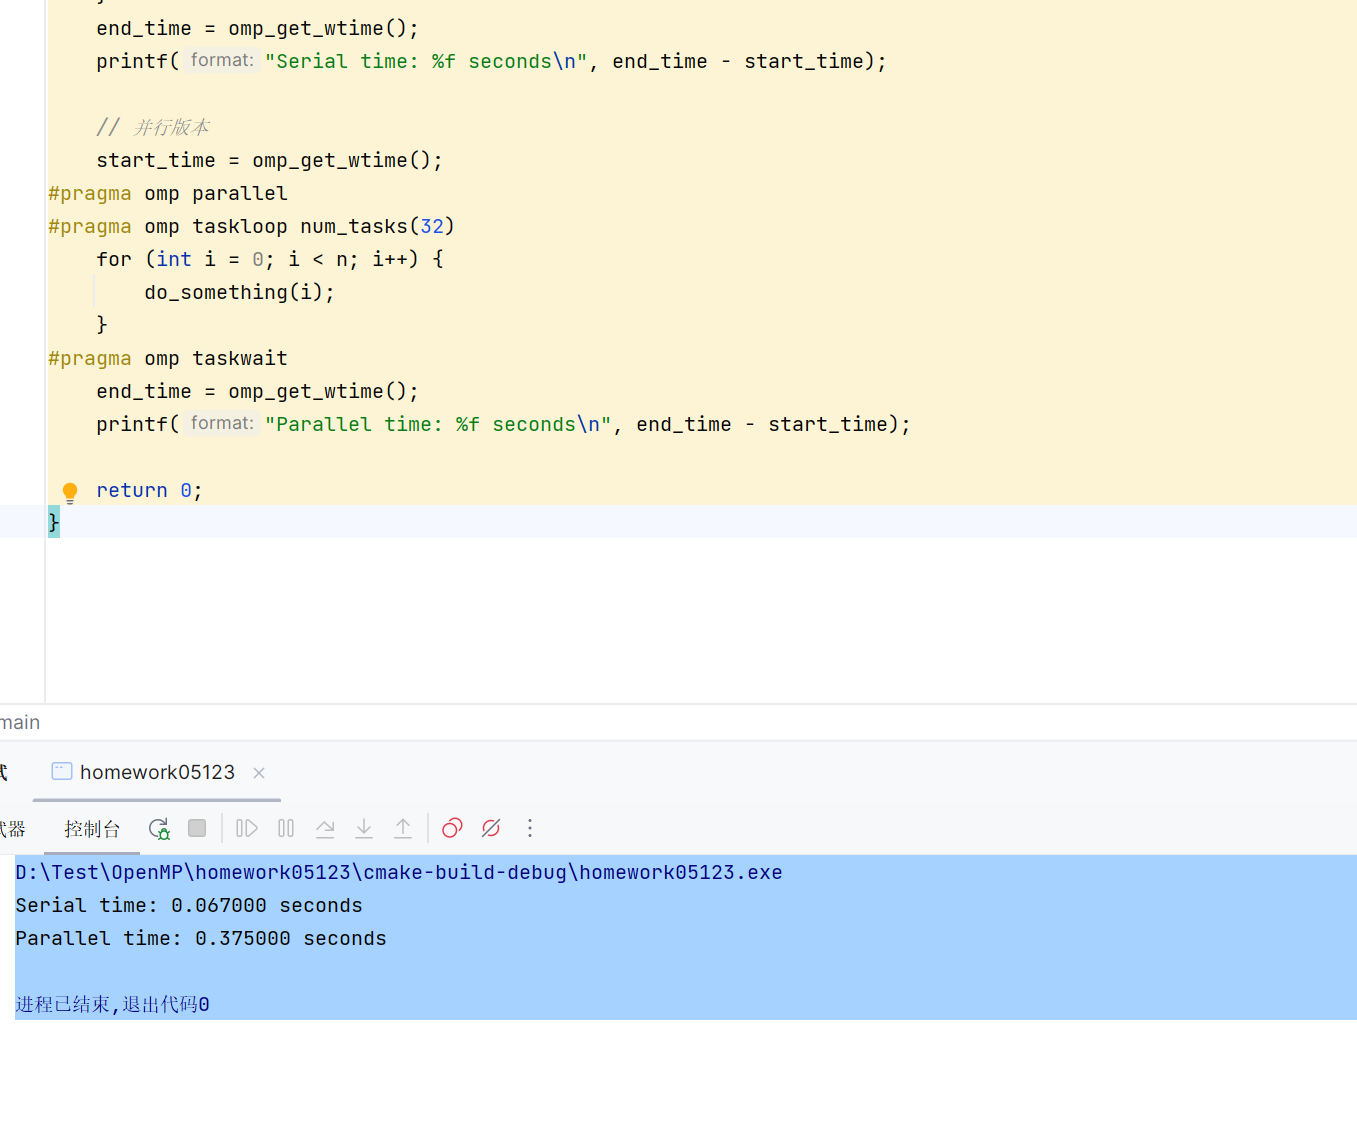 end_time = omp_get_wtime();
printf( format: "Serial time: %f seconds\n", end_time - start_time);
// 并行版本
start_time = omp_get_wtime();
#pragma omp parallel
#pragma omp taskloop num_tasks(32)
for (int i = 0; i < n; i++) {
do_something(i);
}
#pragma omp taskwait
end_time = omp_get_wtime();
printf( format: "Parallel time: %f seconds\n", end_time - start_time);
return 0;
}
main
homework05123
控制台
D:\Test\OpenMP\homework05123\cmake-build-debug\homework05123.exe
Serial time: 0.067000 seconds
Parallel time: 0.375000 seconds
进程已结束,退出代码0